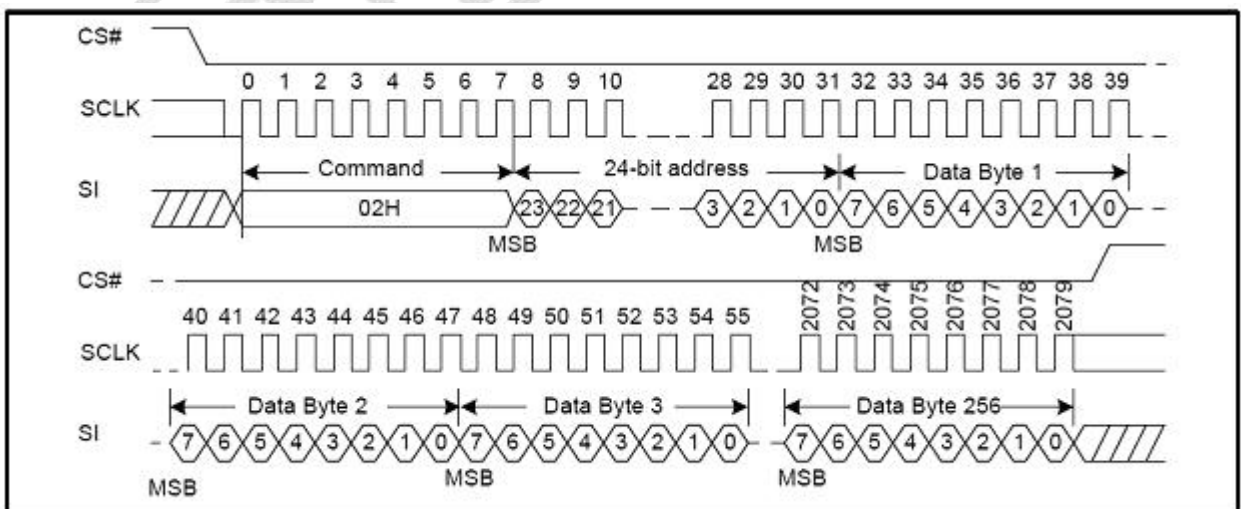 CS#
0 1 2 3 4 5 6 7 8 9 10 28 29 30 31 32 33 34 35 36 37 38 39
SCLK
Command 24-bit address Data Byte 1
SI
02H 23 22 21 3 2 1 0 7 6 5 4 3 2 1 0
MSB MSB
CS#
40 41 42 43 44 45 46 47 48 49 50 51 52 53 54 55 2072 2073 2074 2075 2076 2077 2078 2079
SCLK
Data Byte 2 Data Byte 3 Data Byte 256
SI
7 6 5 4 3 2 1 0 7 6 5 4 3 2 1 0 7 6 5 4 3 2 1 0
MSB MSB MSB